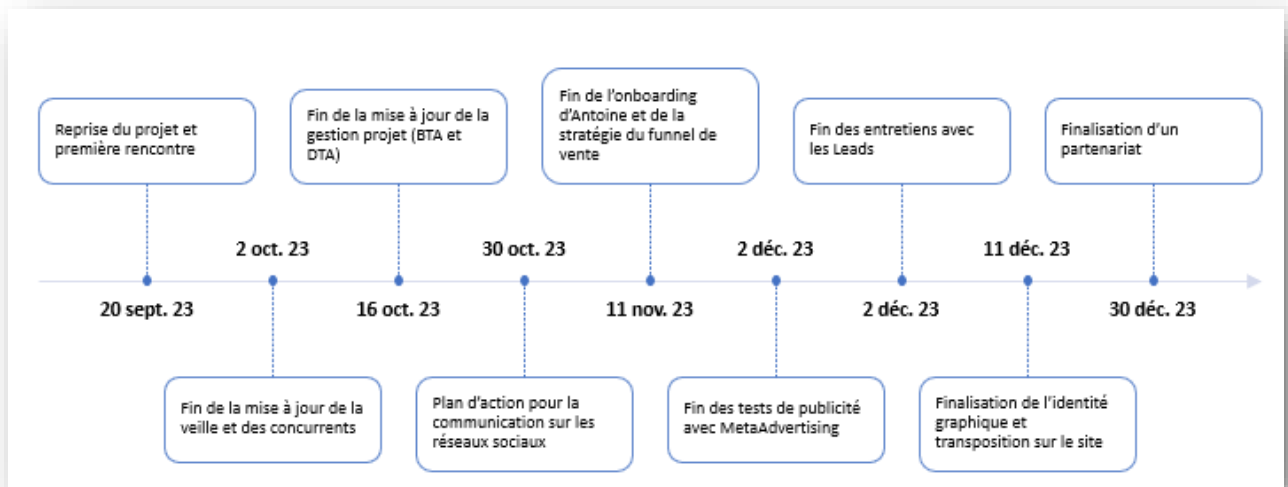 Reprise du projet et
première rencontre
Fin de la mise à jour de la
gestion projet (BTA et
DTA)
Fin de l'onboarding
d'Antoine et de la
stratégie du funnel de
vente
Fin des entretiens avec
les Leads
Finalisation d'un
partenariat
2 oct. 23
30 oct. 23
2 déc. 23
11 déc. 23
20 sept. 23
16 oct. 23
11 nov. 23
2 déc. 23
30 déc. 23
Fin de la mise à jour de la
veille et des concurrents
Plan d'action pour la
communication sur les
réseaux sociaux
Fin des tests de publicité
avec MetaAdvertising
Finalisation de l'identité
graphique et
transposition sur le site